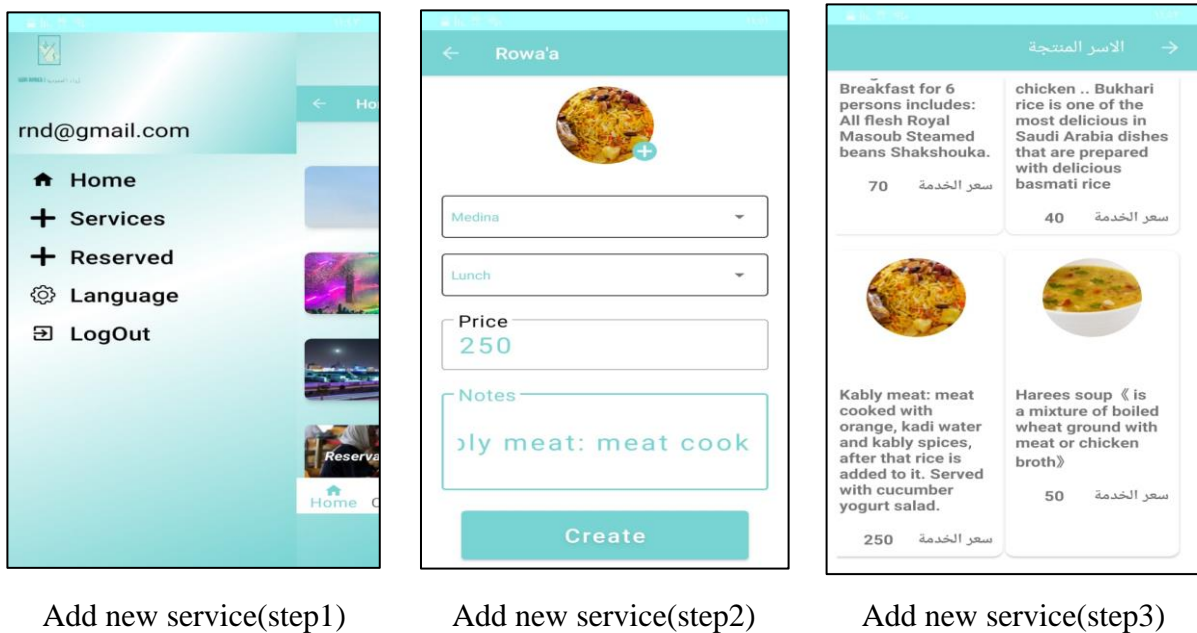 rnd@gmail.com
Home
Services
Reserved
Language
LogOut
Ho
Reserva
Home C
Rowa'a
Medina
Lunch
Price
250
Notes
bly meat: meat cook
Create
الاسر المنتجة
Breakfast for 6
persons includes:
All flesh Royal
Masoub Steamed
beans Shakshouka.
سعر الخدمة 70
chicken .. Bukhari
rice is one of the
most delicious in
Saudi Arabia dishes
that are prepared
with delicious
basmati rice
سعر الخدمة 40
Kably meat: meat
cooked with
orange, kadi water
and kably spices,
after that rice is
added to it. Served
with cucumber
yogurt salad.
سعر الخدمة 250
Harees soup 《 is
a mixture of boiled
wheat ground with
meat or chicken
broth》
سعر الخدمة 50
Add new service(step1)
Add new service(step2)
Add new service(step3)